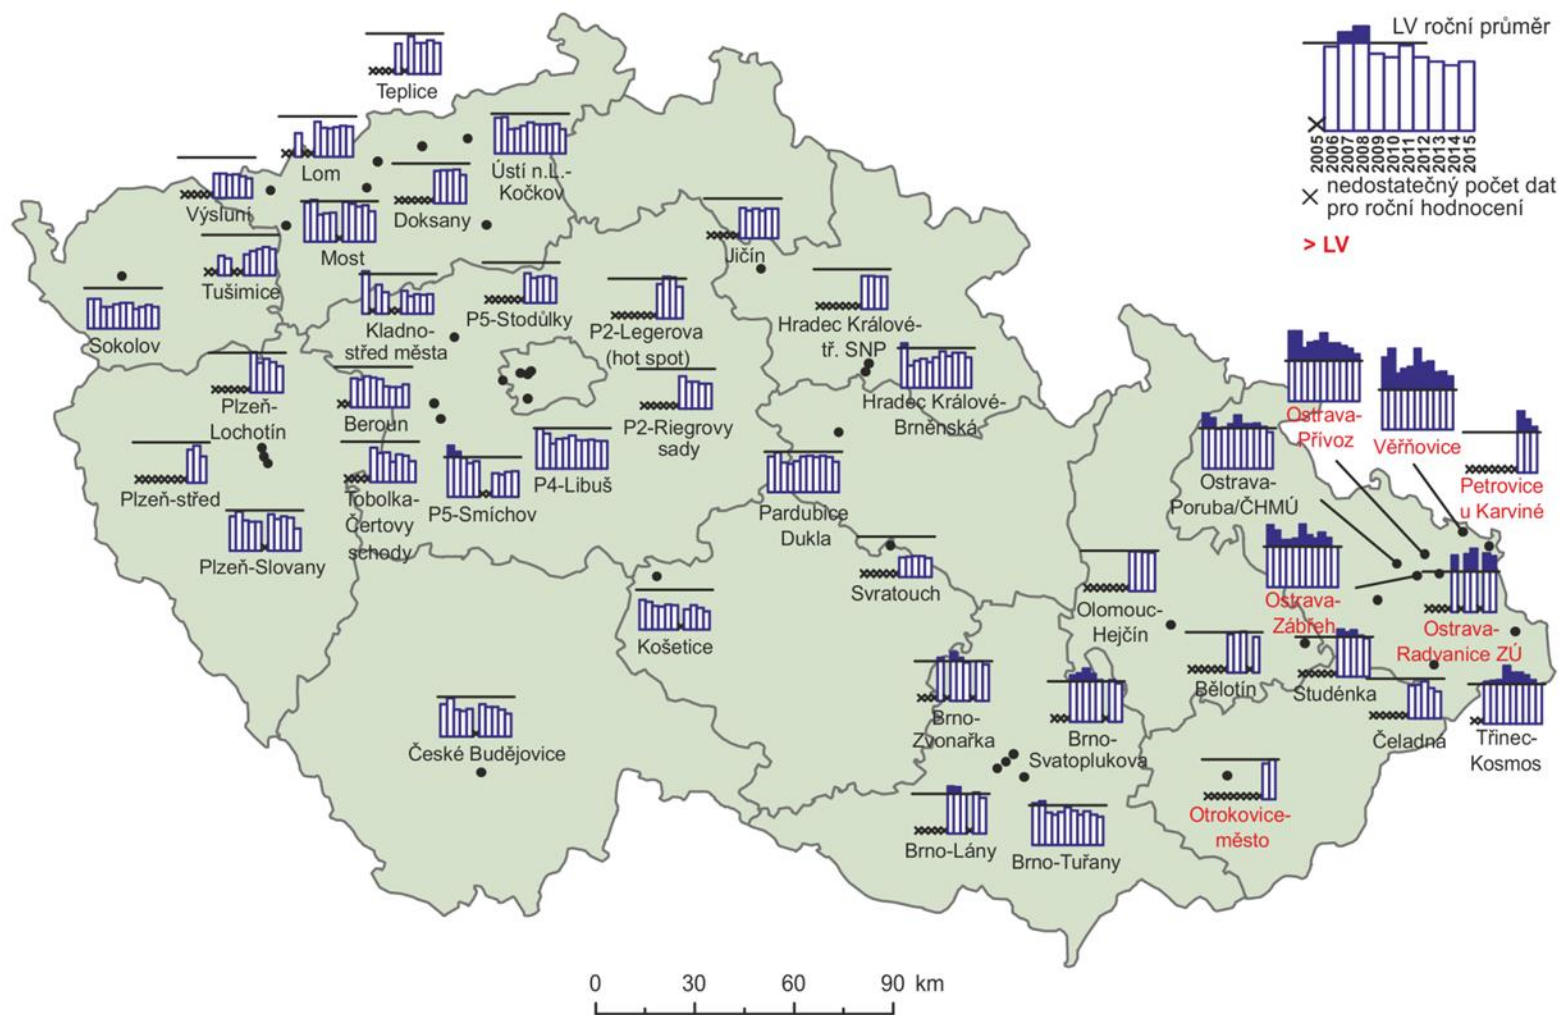 LV roční průměr
2005 2006 2007 2008 2009 2010 2011 2012 2013 2014 2015
nedostatečný počet dat
pro roční hodnocení
> LV
Teplice
Lom
Ústí n.L.-
Kočkov
Výsluní
Doksany
Most
Jičín
Tušimice
Sokolov
Kladno-
střed města
P5-Stodůlky
P2-Legerova
(hot spot)
Hradec Králové-
tř. SNP
Plzeň-
Lochotín
Beroun
P2-Riegrovy
sady
Hradec Králové-
Brněnská
Ostrava-
Přívoz
Věřňovice
Petrovice
u Karviné
Plzeň-střed
Tobolka-
Čertovy
schody
P5-Smíchov
P4-Libuš
Pardubice
Dukla
Ostrava-
Poruba/ČHMÚ
Plzeň-Slovany
Svratouch
Košetice
Olomouc-
Hejčín
Ostrava-
Zábřeh
Ostrava-
Radvanice ZÚ
Bělotín
Studénka
Čeladná
Třinec-
Kosmos
České Budějovice
Brno-
Zvonařka
Brno-
Svatoplukova
Otrokovice-
město
Brno-Lány
Brno-Tuřany
0 30 60 90 km